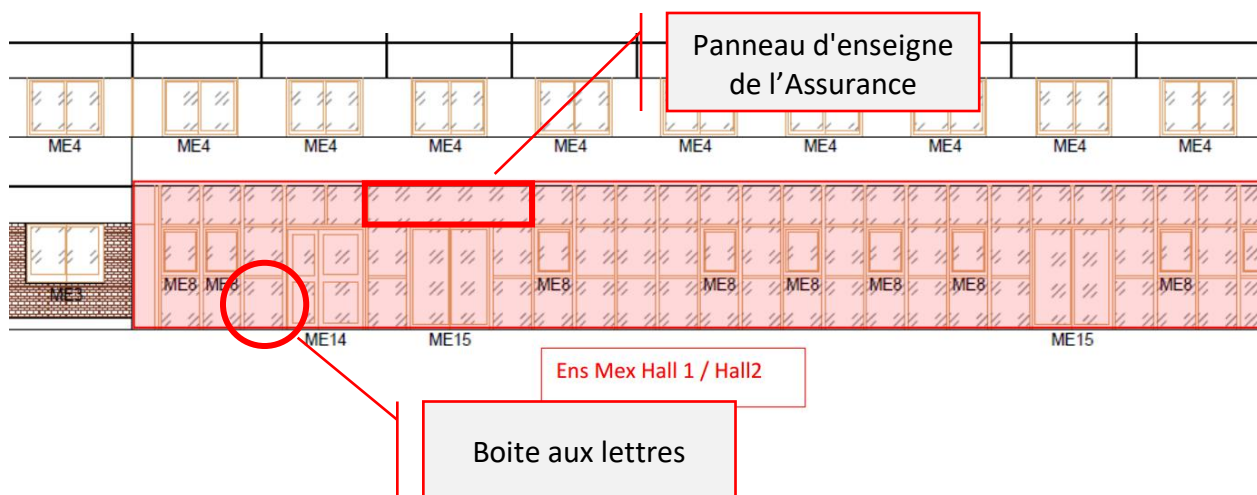 Panneau d'enseigne
de l'Assurance
ME4 ME4 ME4 ME4 ME4 ME4 ME4 ME4 ME4 ME4
ME3 ME8 ME8 ME8 ME8 ME8 ME8 ME8 ME8
ME14 ME15 ME15
Ens Mex Hall 1 / Hall2
Boite aux lettres